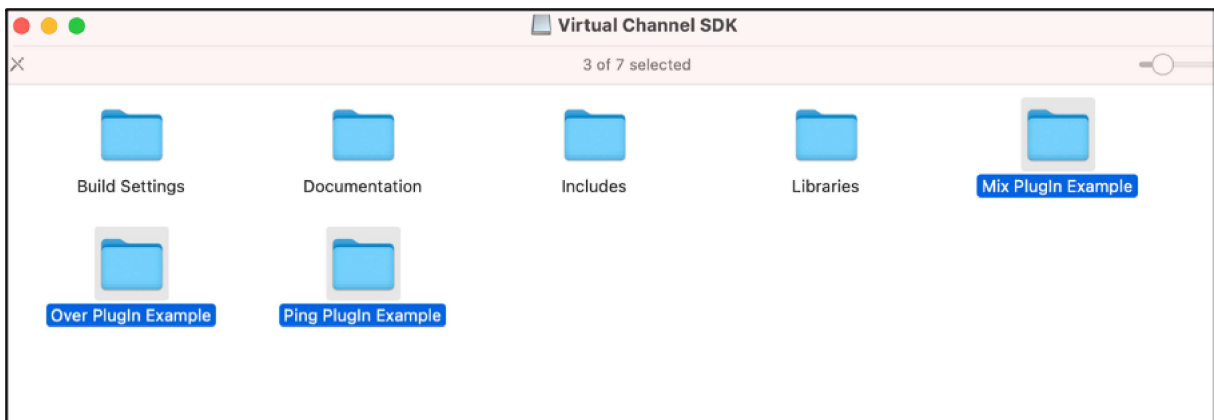 Virtual Channel SDK
3 of 7 selected
Build Settings
Documentation
Includes
Libraries
Mix PlugIn Example
Over PlugIn Example
Ping PlugIn Example